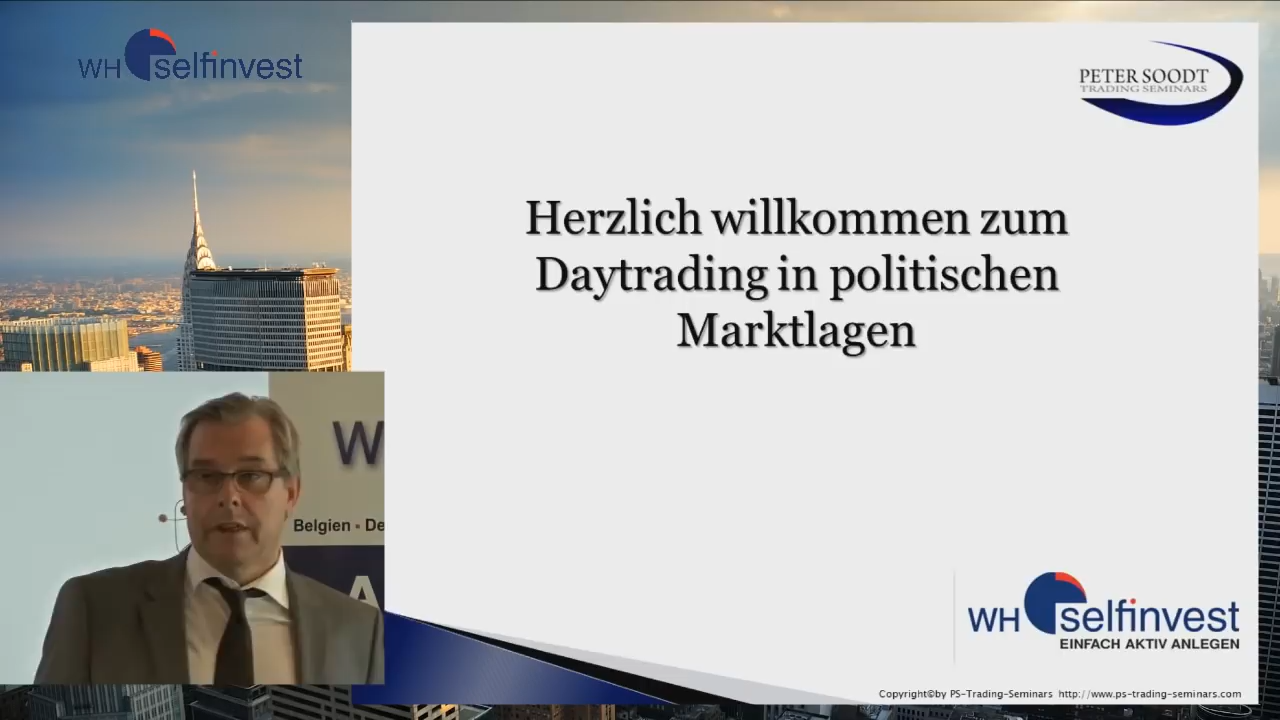 WH selfinvest
PETER SOODT
TRADING SEMINARS
Herzlich willkommen zum
Daytrading in politischen
Marktlagen
W
Belgien • De
A
WH selfinvest
EINFACH AKTIV ANLEGEN
Copyright©by PS-Trading-Seminars http://www.ps-trading-seminars.com